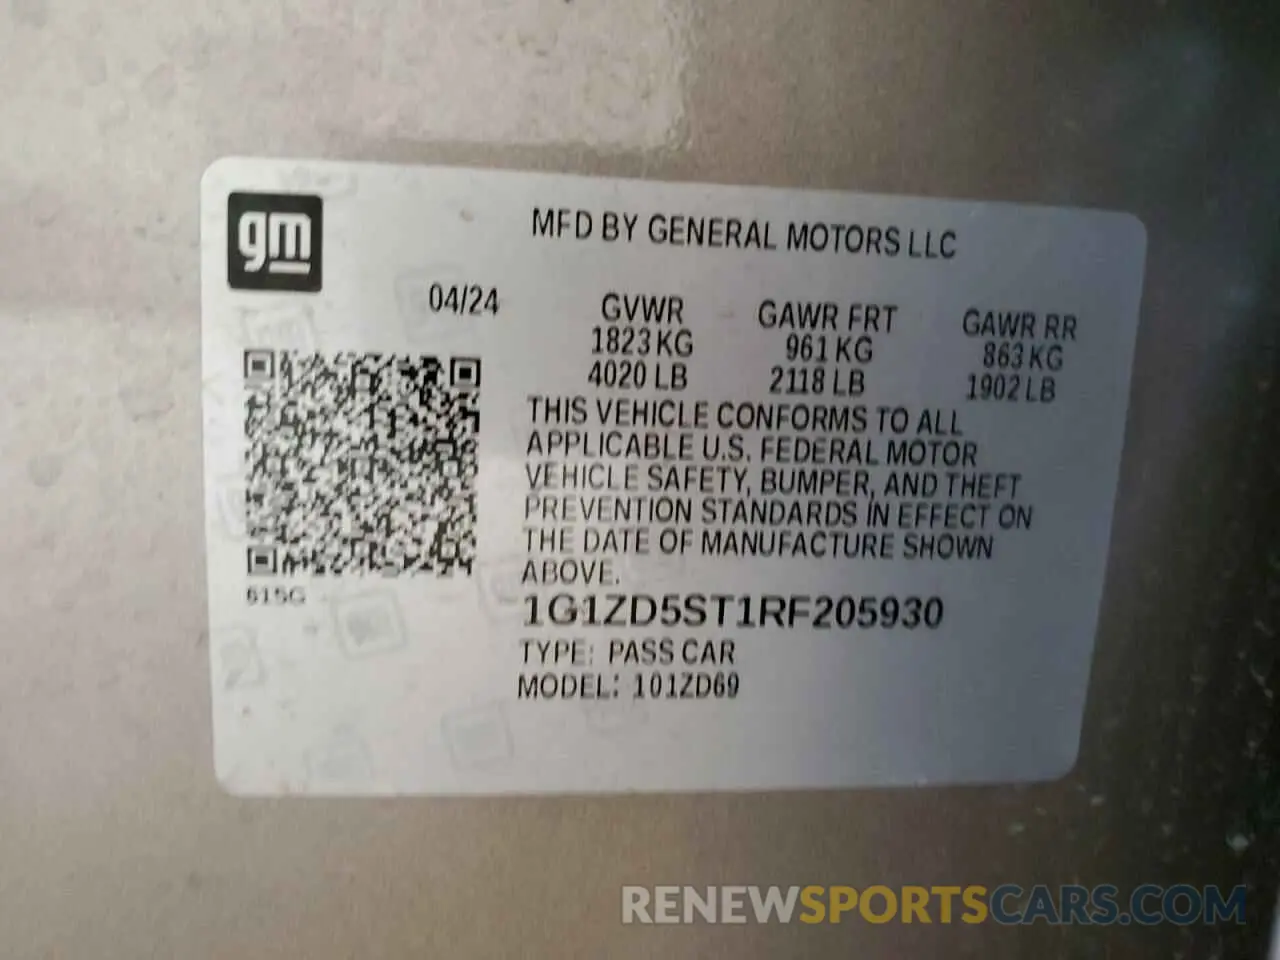 gm
MFD BY GENERAL MOTORS LLC
04/24
GVWR GAWR FRT GAWR RR
1823 KG 961 KG 863 KG
4020 LB 2118 LB 1902 LB
THIS VEHICLE CONFORMS TO ALL
APPLICABLE U.S. FEDERAL MOTOR
VEHICLE SAFETY, BUMPER, AND THEFT
PREVENTION STANDARDS IN EFFECT ON
THE DATE OF MANUFACTURE SHOWN
ABOVE.
615G
1G1ZD5ST1RF205930
TYPE: PASS CAR
MODEL: 101ZD69
RENEWSPORTSCARS.COM